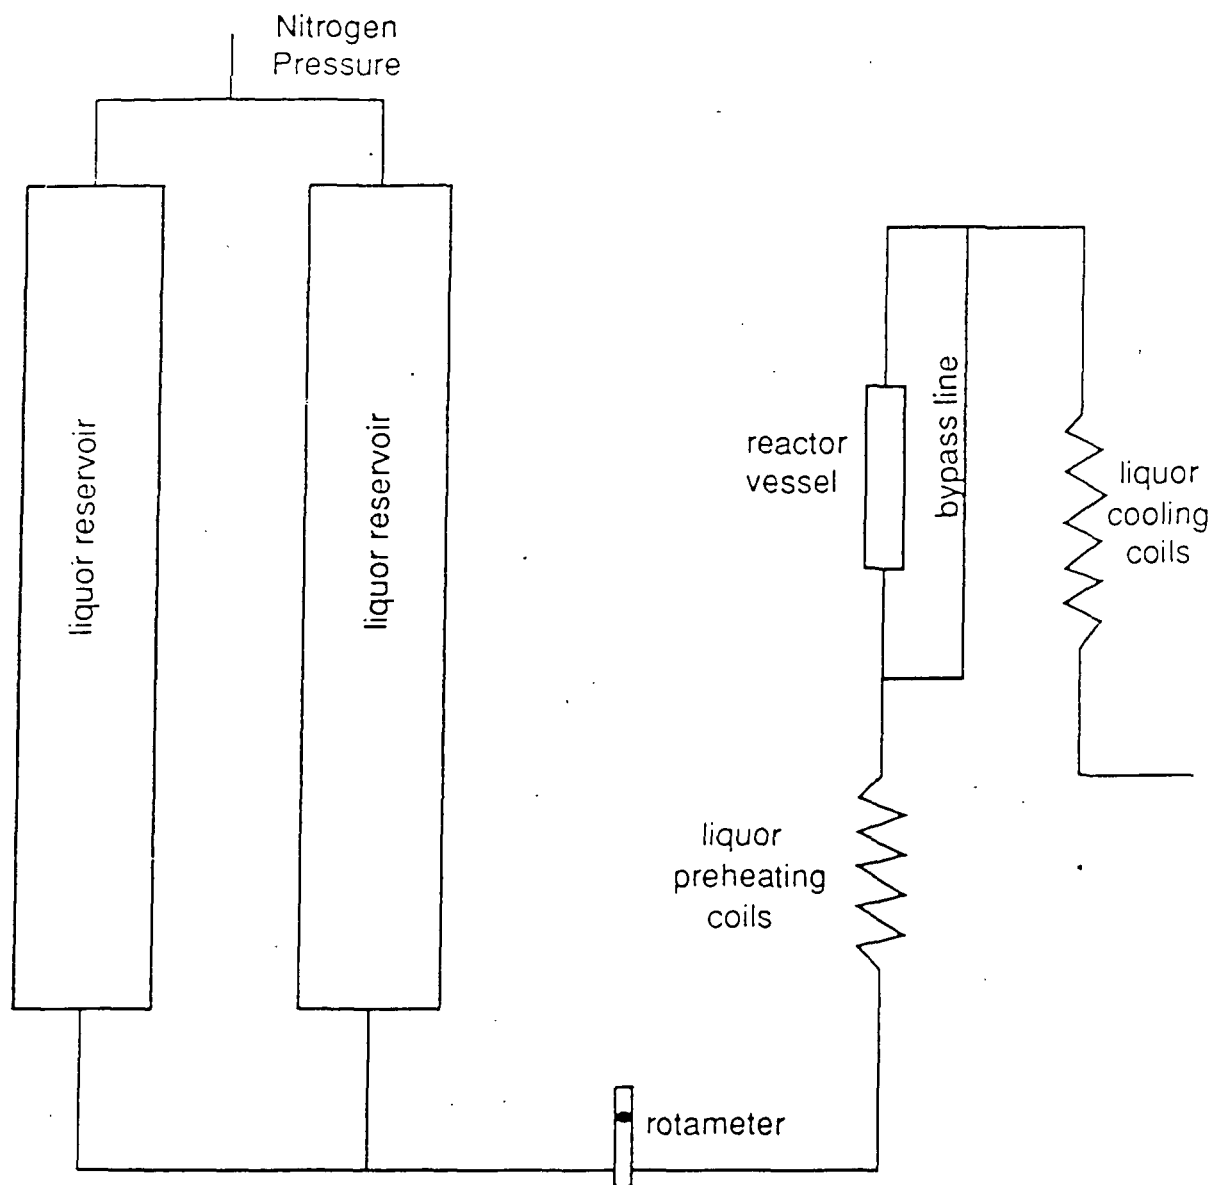 Nitrogen
Pressure
liquor reservoir
liquor reservoir
reactor
vessel
bypass line
liquor
cooling
coils
liquor
preheating
coils
rotameter